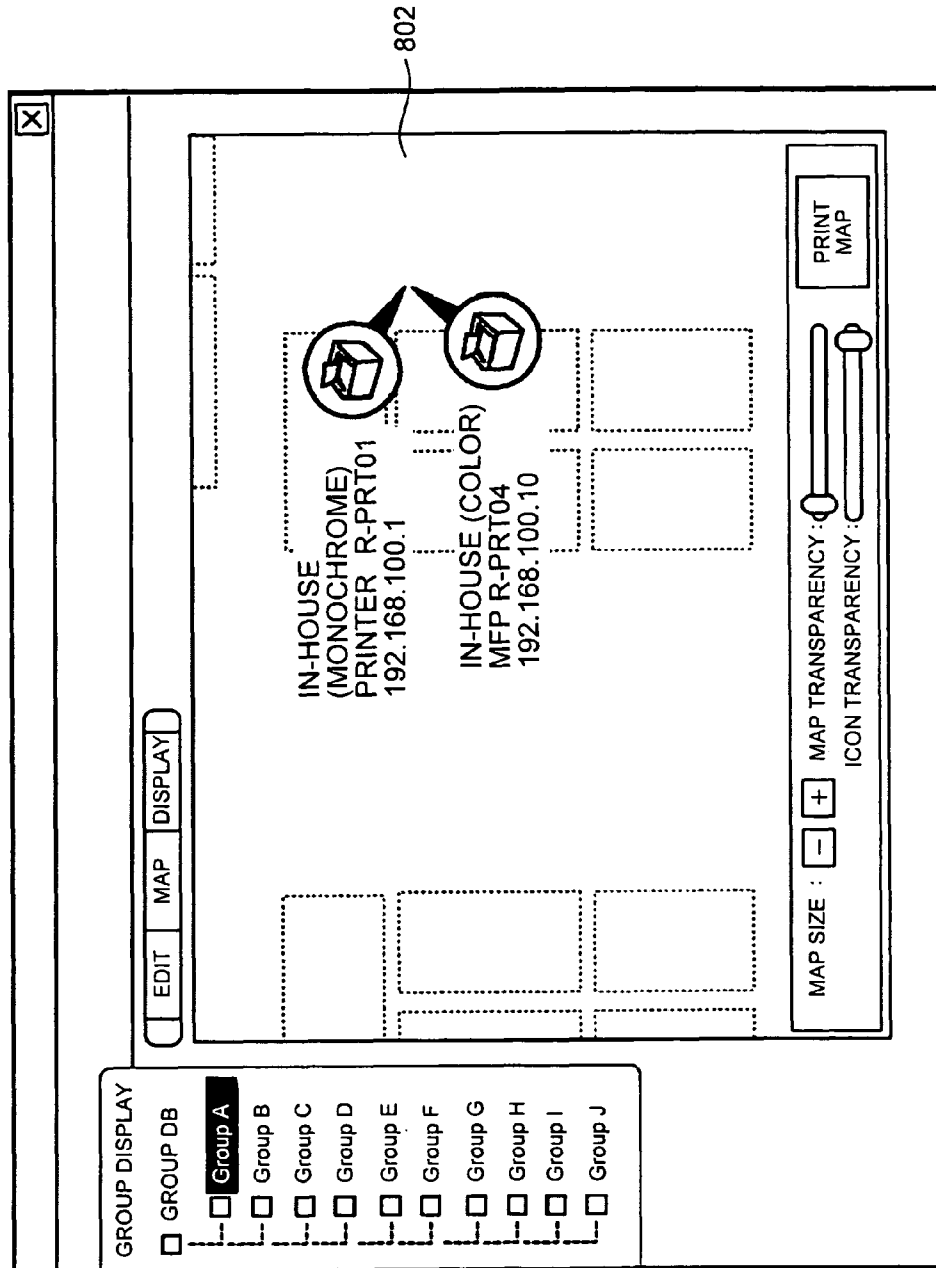 802
GROUP DISPLAY
GROUP DB
Group A
Group B
Group C
Group D
Group E
Group F
Group G
Group H
Group I
Group J
EDIT MAP DISPLAY
IN-HOUSE
(MONOCHROME)
PRINTER R-PRT01
192.168.100.1
IN-HOUSE (COLOR)
MFP R-PRT04
192.168.100.10
MAP SIZE : − + MAP TRANSPARENCY :
ICON TRANSPARENCY :
PRINT
MAP